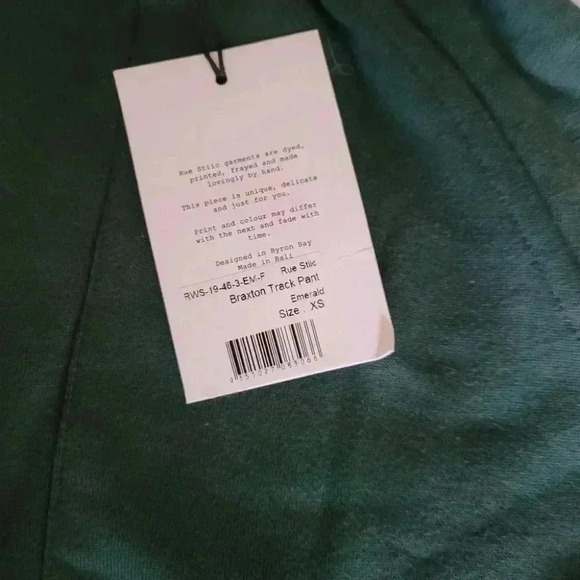 Rue Stiic garments are dyed,
printed, frayed and made
lovingly by hand.
This piece is unique, delicate
and just for you.
Print and colour may differ
with the next and fade with
time.
Designed in Byron Bay
Made in Bali
RWS-19-46-3-EM-F Rue Stiic
Braxton Track Pant
Emerald
Size : XS